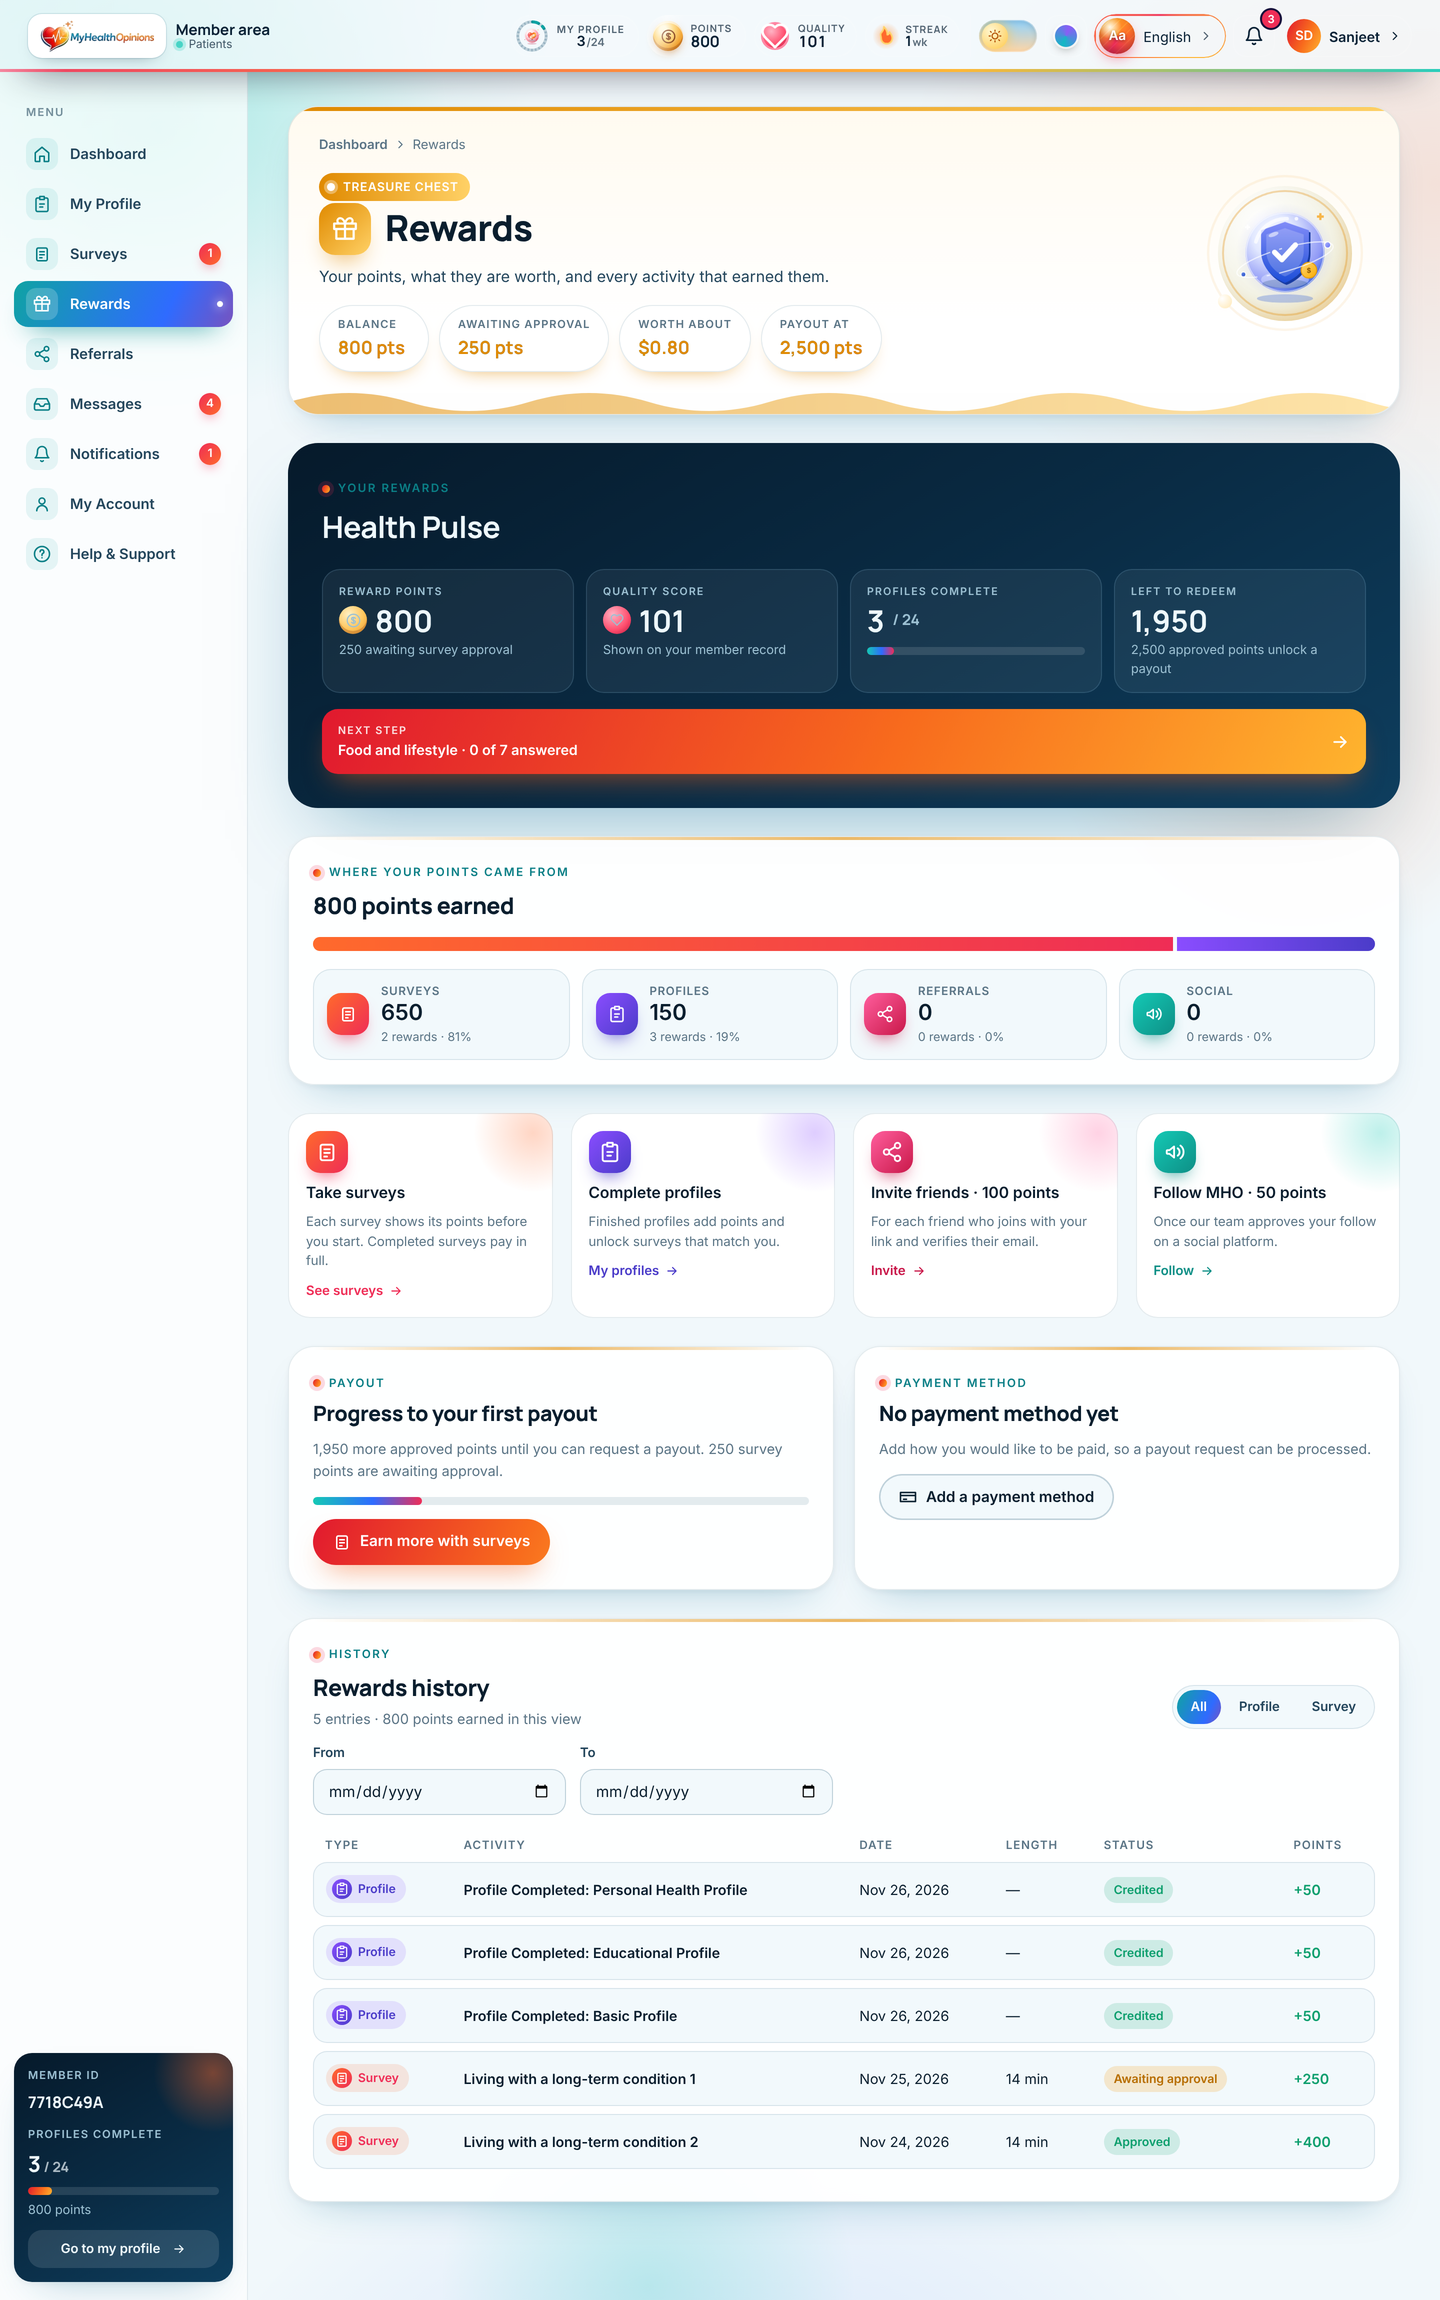 MyHealthOpinions
Member area
Patients
MY PROFILE
3/24
POINTS
800
QUALITY
101
STREAK
1wk
Aa
English
3
SD
Sanjeet
MENU
Dashboard
My Profile
Surveys
1
Rewards
Referrals
Messages
4
Notifications
1
My Account
Help & Support
MEMBER ID
7718C49A
PROFILES COMPLETE
3 / 24
800 points
Go to my profile
Dashboard
Rewards
TREASURE CHEST
Rewards
Your points, what they are worth, and every activity that earned them.
BALANCE
800 pts
AWAITING APPROVAL
250 pts
WORTH ABOUT
$0.80
PAYOUT AT
2,500 pts
YOUR REWARDS
Health Pulse
REWARD POINTS
800
250 awaiting survey approval
QUALITY SCORE
101
Shown on your member record
PROFILES COMPLETE
3 / 24
LEFT TO REDEEM
1,950
2,500 approved points unlock a
payout
NEXT STEP
Food and lifestyle · 0 of 7 answered
WHERE YOUR POINTS CAME FROM
800 points earned
SURVEYS
650
2 rewards · 81%
PROFILES
150
3 rewards · 19%
REFERRALS
0
0 rewards · 0%
SOCIAL
0
0 rewards · 0%
Take surveys
Each survey shows its points before
you start. Completed surveys pay in
full.
See surveys
Complete profiles
Finished profiles add points and
unlock surveys that match you.
My profiles
Invite friends · 100 points
For each friend who joins with your
link and verifies their email.
Invite
Follow MHO · 50 points
Once our team approves your follow
on a social platform.
Follow
PAYOUT
Progress to your first payout
1,950 more approved points until you can request a payout. 250 survey
points are awaiting approval.
Earn more with surveys
PAYMENT METHOD
No payment method yet
Add how you would like to be paid, so a payout request can be processed.
Add a payment method
HISTORY
Rewards history
5 entries · 800 points earned in this view
All
Profile
Survey
From
To
mm/dd/yyyy
mm/dd/yyyy
TYPE ACTIVITY DATE LENGTH STATUS POINTS
Profile Profile Completed: Personal Health Profile Nov 26, 2026 — Credited +50
Profile Profile Completed: Educational Profile Nov 26, 2026 — Credited +50
Profile Profile Completed: Basic Profile Nov 26, 2026 — Credited +50
Survey Living with a long-term condition 1 Nov 25, 2026 14 min Awaiting approval +250
Survey Living with a long-term condition 2 Nov 24, 2026 14 min Approved +400